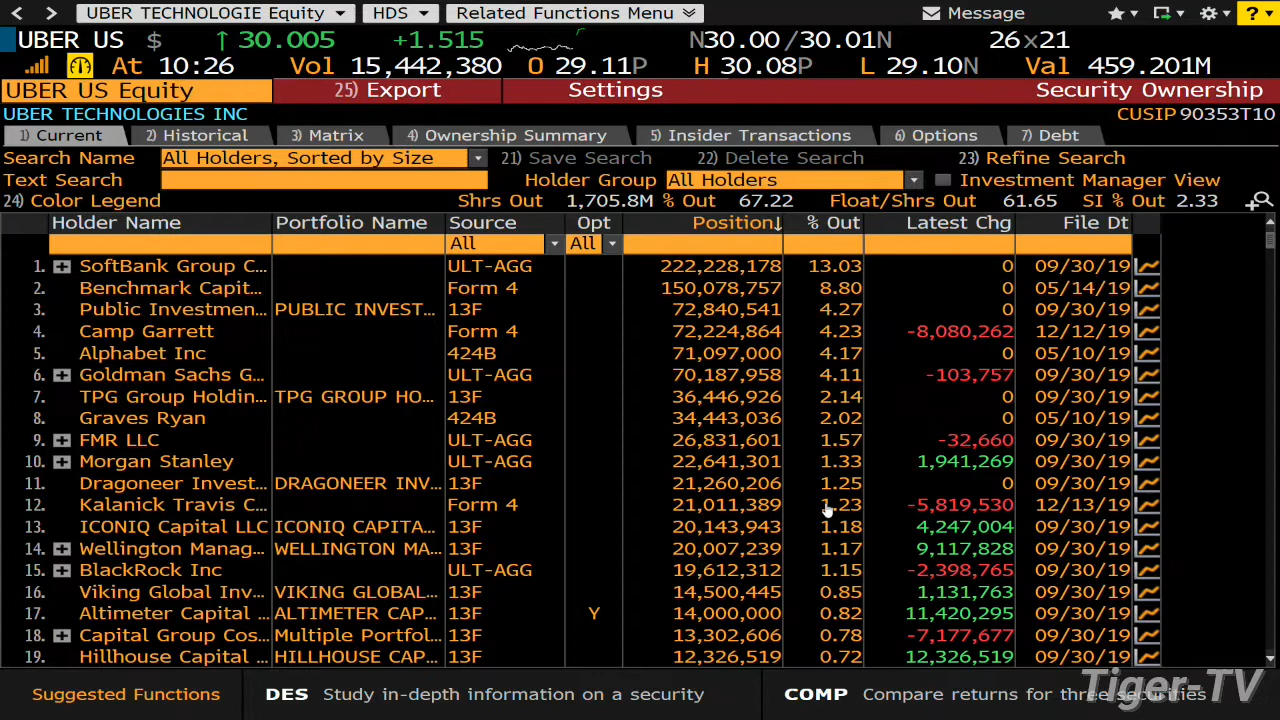 < > UBER TECHNOLOGIE Equity HDS Related Functions Menu Message ?
UBER US $ ↑ 30.005 +1.515 N30.00/30.01N 26x21
At 10:26 Vol 15,442,380 O 29.11P H 30.08P L 29.10N Val 459.201M
UBER US Equity 25) Export Settings Security Ownership
UBER TECHNOLOGIES INC CUSIP 90353T10
1) Current 2) Historical 3) Matrix 4) Ownership Summary 5) Insider Transactions 6) Options 7) Debt
Search Name All Holders, Sorted by Size 21) Save Search 22) Delete Search 23) Refine Search
Text Search Holder Group All Holders Investment Manager View
24) Color Legend Shrs Out 1,705.8M % Out 67.22 Float/Shrs Out 61.65 SI % Out 2.33
Holder Name Portfolio Name Source Opt Position↓ % Out Latest Chg File Dt
All All
1. SoftBank Group C... ULT-AGG 222,228,178 13.03 0 09/30/19
2. Benchmark Capit... Form 4 150,078,757 8.80 0 05/14/19
3. Public Investmen... PUBLIC INVEST... 13F 72,840,541 4.27 0 09/30/19
4. Camp Garrett Form 4 72,224,864 4.23 -8,080,262 12/12/19
5. Alphabet Inc 424B 71,097,000 4.17 0 05/10/19
6. Goldman Sachs G... ULT-AGG 70,187,958 4.11 -103,757 09/30/19
7. TPG Group Holdin... TPG GROUP HO... 13F 36,446,926 2.14 0 09/30/19
8. Graves Ryan 424B 34,443,036 2.02 0 05/10/19
9. FMR LLC ULT-AGG 26,831,601 1.57 -32,660 09/30/19
10. Morgan Stanley ULT-AGG 22,641,301 1.33 1,941,269 09/30/19
11. Dragoneer Invest... DRAGONEER INV... 13F 21,260,206 1.25 0 09/30/19
12. Kalanick Travis C... Form 4 21,011,389 1.23 -5,819,530 12/13/19
13. ICONIQ Capital LLC ICONIQ CAPITA... 13F 20,143,943 1.18 4,247,004 09/30/19
14. Wellington Manag... WELLINGTON MA... 13F 20,007,239 1.17 9,117,828 09/30/19
15. BlackRock Inc ULT-AGG 19,612,312 1.15 -2,398,765 09/30/19
16. Viking Global Inv... VIKING GLOBAL... 13F 14,500,445 0.85 1,131,763 09/30/19
17. Altimeter Capital ... ALTIMETER CAP... 13F Y 14,000,000 0.82 11,420,295 09/30/19
18. Capital Group Cos... Multiple Portfol... 13F 13,302,606 0.78 -7,177,677 09/30/19
19. Hillhouse Capital ... HILLHOUSE CAP... 13F 12,326,519 0.72 12,326,519 09/30/19
Suggested Functions DES Study in-depth information on a security COMP Compare returns for three securities
Tiger-TV